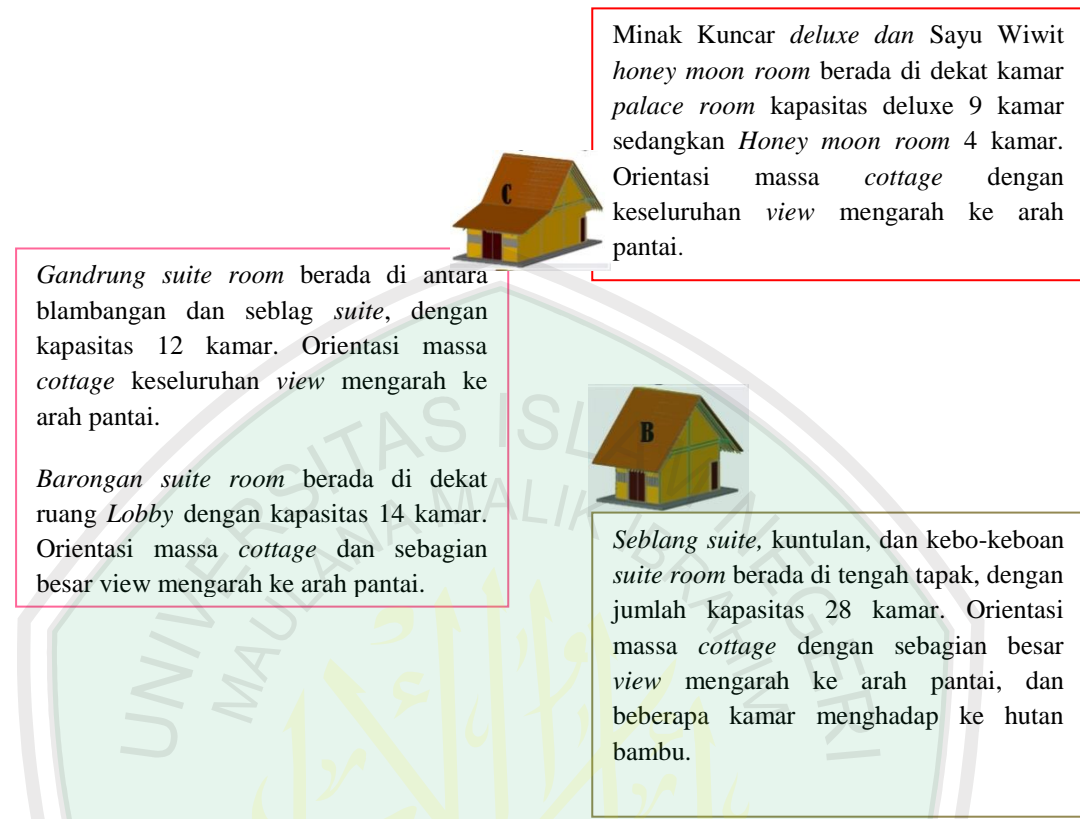 Minak Kuncar deluxe dan Sayu Wiwit
honey moon room berada di dekat kamar
palace room kapasitas deluxe 9 kamar
sedangkan Honey moon room 4 kamar.
Orientasi massa cottage dengan
keseluruhan view mengarah ke arah
pantai.
C
Gandrung suite room berada di antara
blambangan dan seblag suite, dengan
kapasitas 12 kamar. Orientasi massa
cottage keseluruhan view mengarah ke
arah pantai.
Barongan suite room berada di dekat
ruang Lobby dengan kapasitas 14 kamar.
Orientasi massa cottage dan sebagian
besar view mengarah ke arah pantai.
B
Seblang suite, kuntulan, dan kebo-keboan
suite room berada di tengah tapak, dengan
jumlah kapasitas 28 kamar. Orientasi
massa cottage dengan sebagian besar
view mengarah ke arah pantai, dan
beberapa kamar menghadap ke hutan
bambu.
UNIVERSITAS ISLAM NEGERI
MAULANA MALIK IBRAHIM